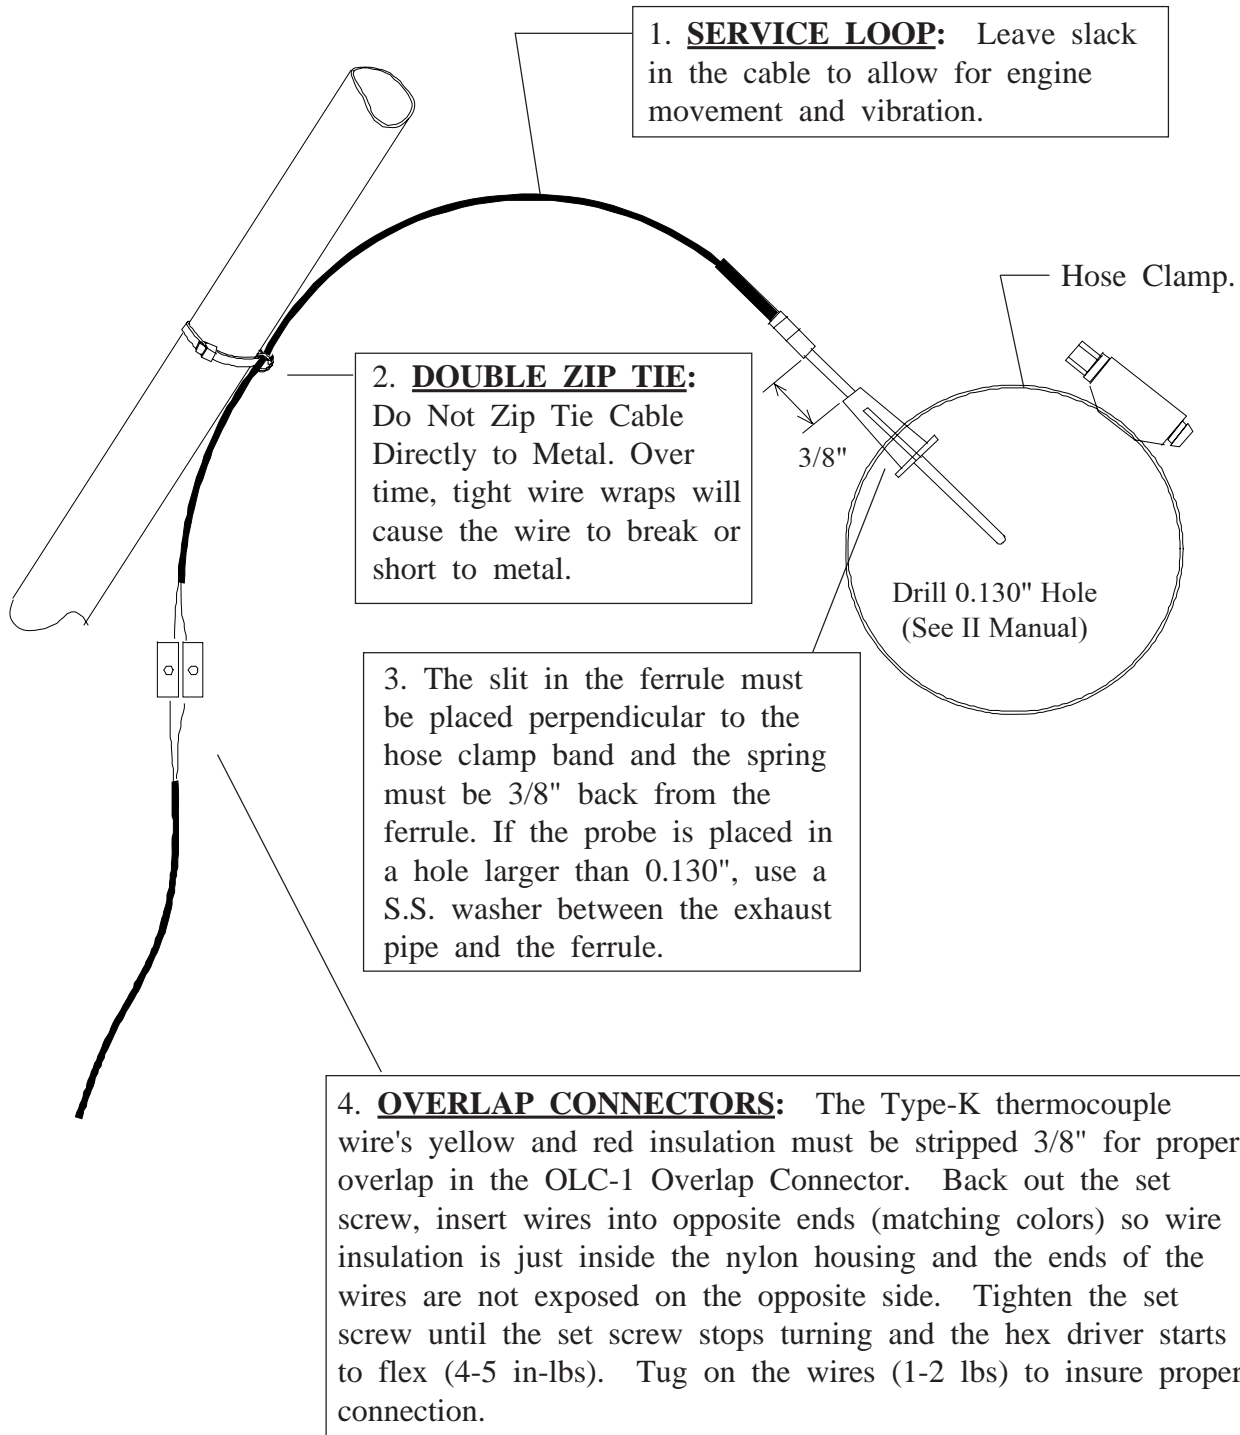 1. SERVICE LOOP: Leave slack
in the cable to allow for engine
movement and vibration.
Hose Clamp.
2. DOUBLE ZIP TIE:
Do Not Zip Tie Cable
Directly to Metal. Over
time, tight wire wraps will
cause the wire to break or
short to metal.
3/8"
Drill 0.130" Hole
(See II Manual)
3. The slit in the ferrule must
be placed perpendicular to the
hose clamp band and the spring
must be 3/8" back from the
ferrule. If the probe is placed in
a hole larger than 0.130", use a
S.S. washer between the exhaust
pipe and the ferrule.
4. OVERLAP CONNECTORS: The Type-K thermocouple
wire's yellow and red insulation must be stripped 3/8" for proper
overlap in the OLC-1 Overlap Connector. Back out the set
screw, insert wires into opposite ends (matching colors) so wire
insulation is just inside the nylon housing and the ends of the
wires are not exposed on the opposite side. Tighten the set
screw until the set screw stops turning and the hex driver starts
to flex (4-5 in-lbs). Tug on the wires (1-2 lbs) to insure proper
connection.